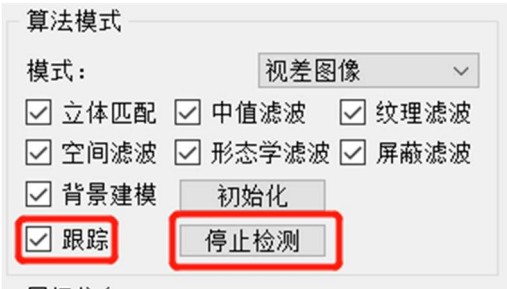 算法模式
模式： 视差图像
立体匹配 中值滤波 纹理滤波
空间滤波 形态学滤波 屏蔽滤波
背景建模 初始化
跟踪 停止检测